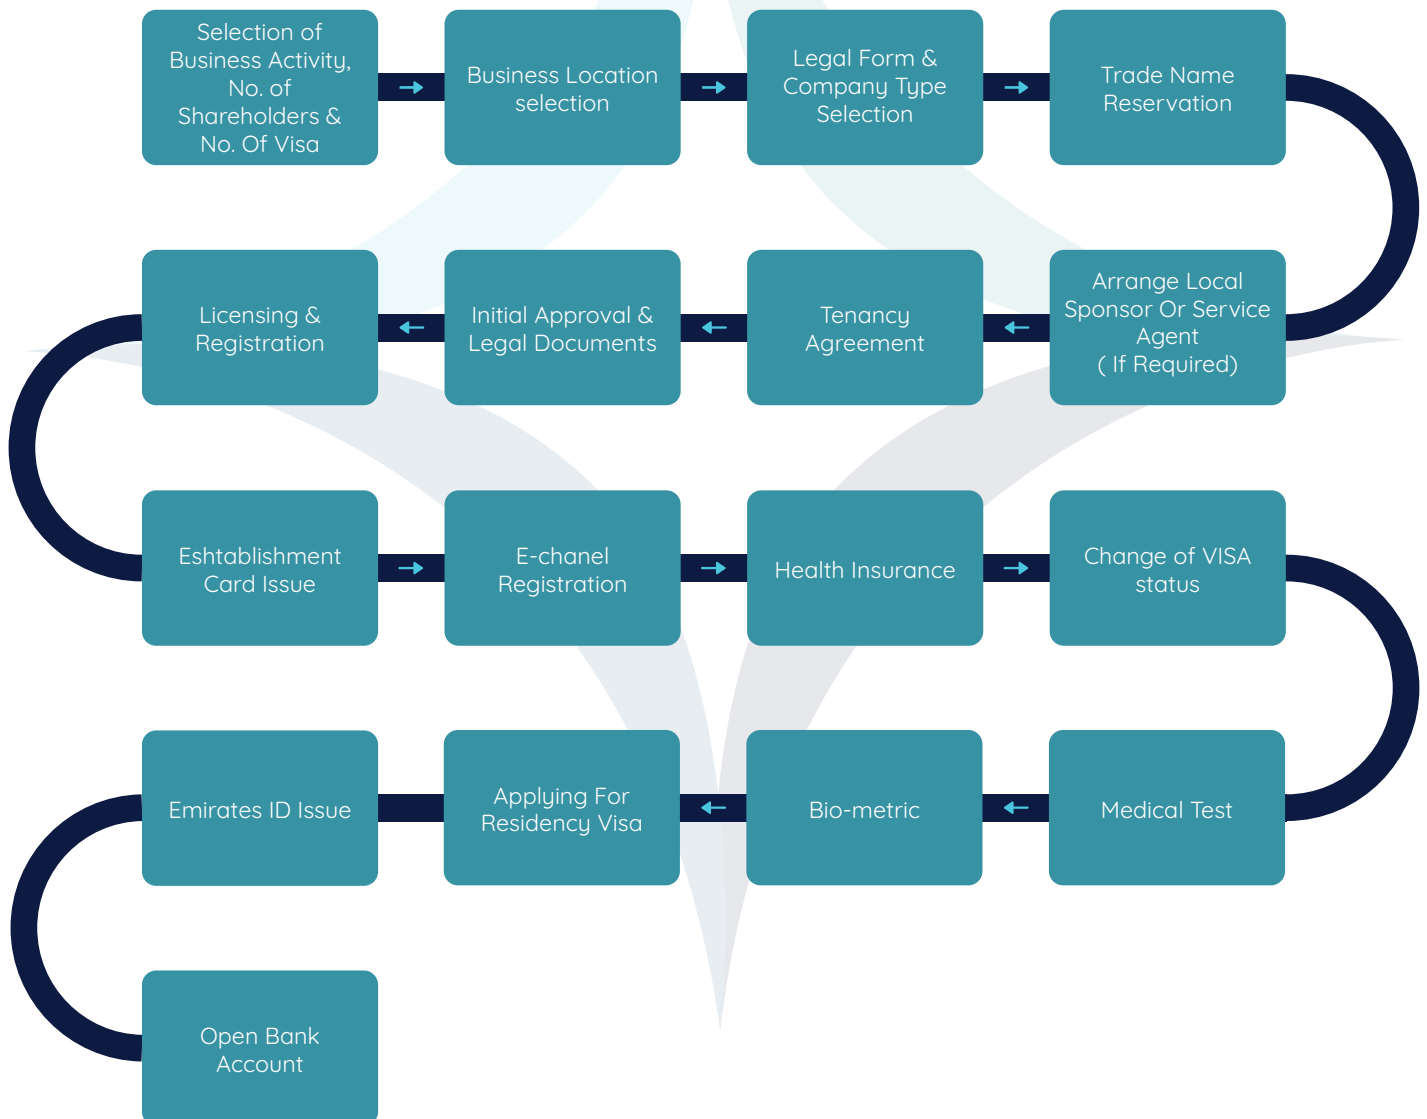 Selection of
Business Activity,
No. of
Shareholders &
No. Of Visa
Business Location
selection
Legal Form &
Company Type
Selection
Trade Name
Reservation
Arrange Local
Sponsor Or Service
Agent
( If Required)
Tenancy
Agreement
Initial Approval &
Legal Documents
Licensing &
Registration
Eshtablishment
Card Issue
E-chanel
Registration
Health Insurance
Change of VISA
status
Medical Test
Bio-metric
Applying For
Residency Visa
Emirates ID Issue
Open Bank
Account